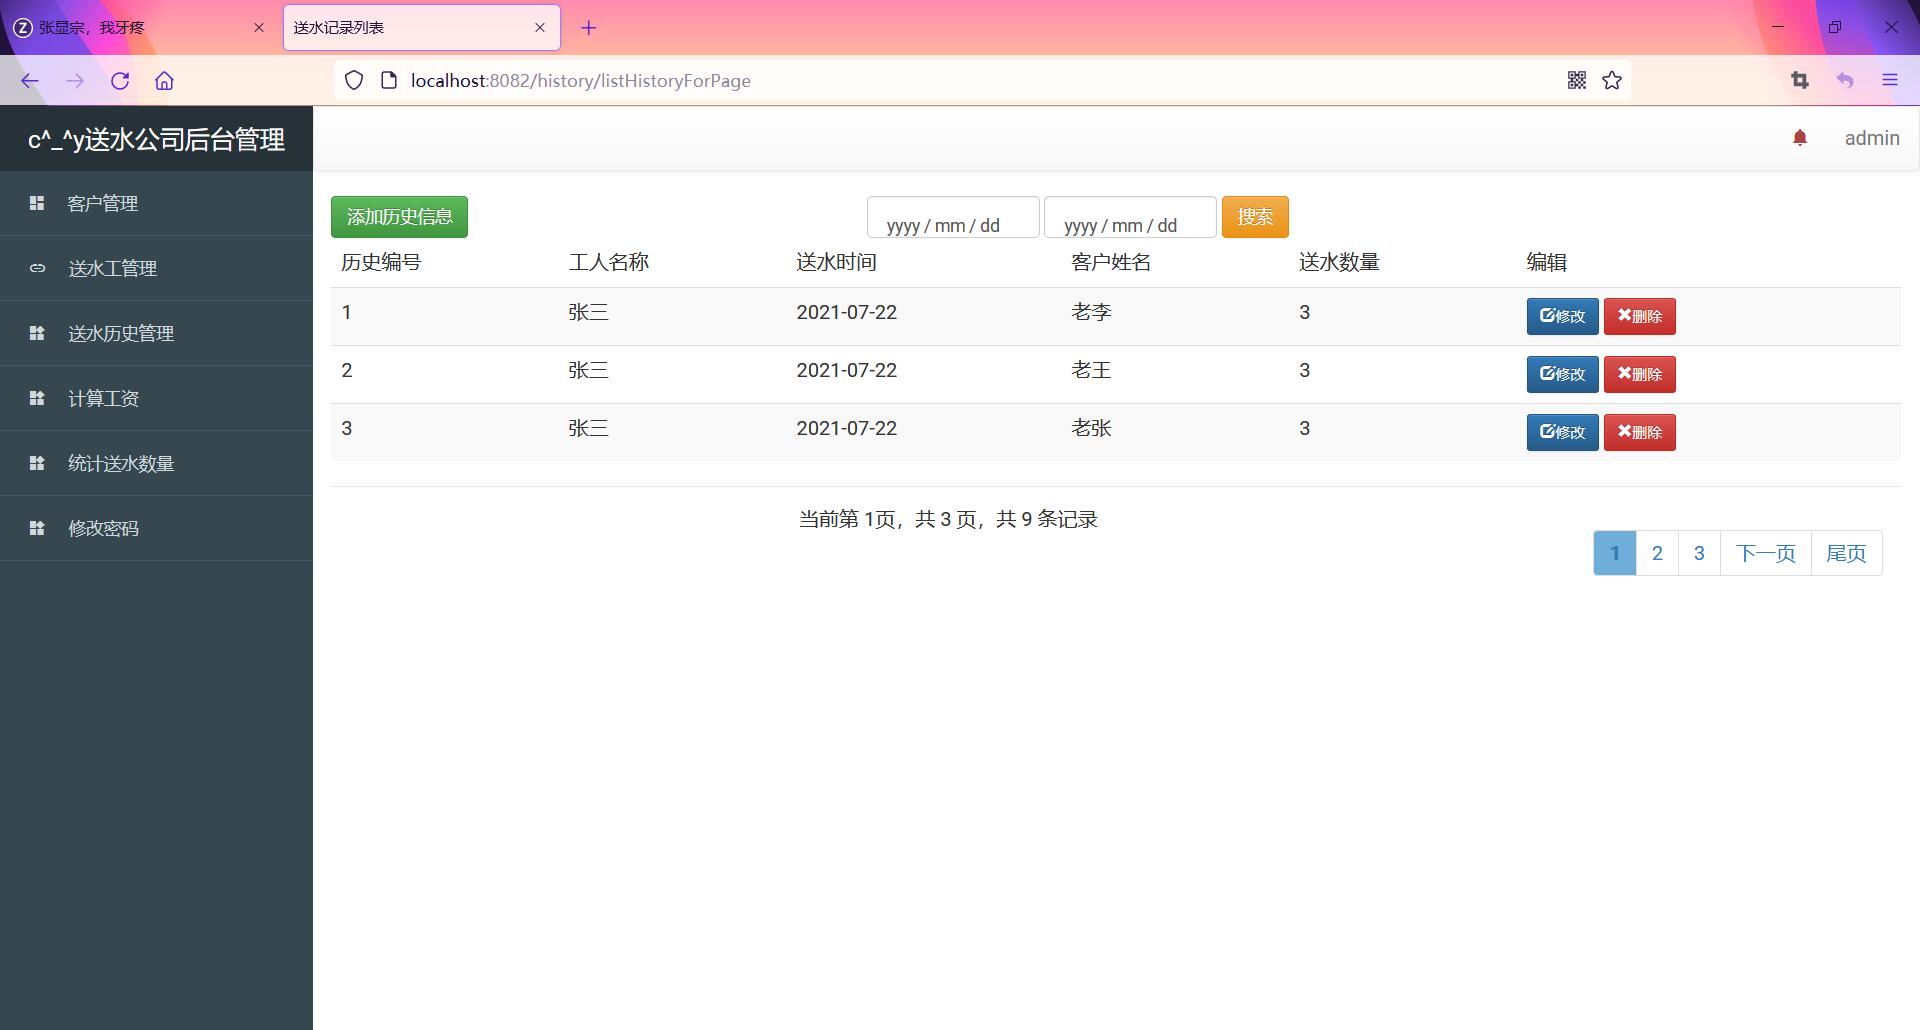 张显宗，我牙疼
送水记录列表
localhost:8082/history/listHistoryForPage
c^_^y送水公司后台管理
admin
客户管理
送水工管理
送水历史管理
计算工资
统计送水数量
修改密码
添加历史信息
yyyy / mm / dd
yyyy / mm / dd
搜索
历史编号 工人名称 送水时间 客户姓名 送水数量 编辑
1 张三 2021-07-22 老李 3 修改 删除
2 张三 2021-07-22 老王 3 修改 删除
3 张三 2021-07-22 老张 3 修改 删除
当前第 1页，共 3 页，共 9 条记录
1 2 3 下一页 尾页